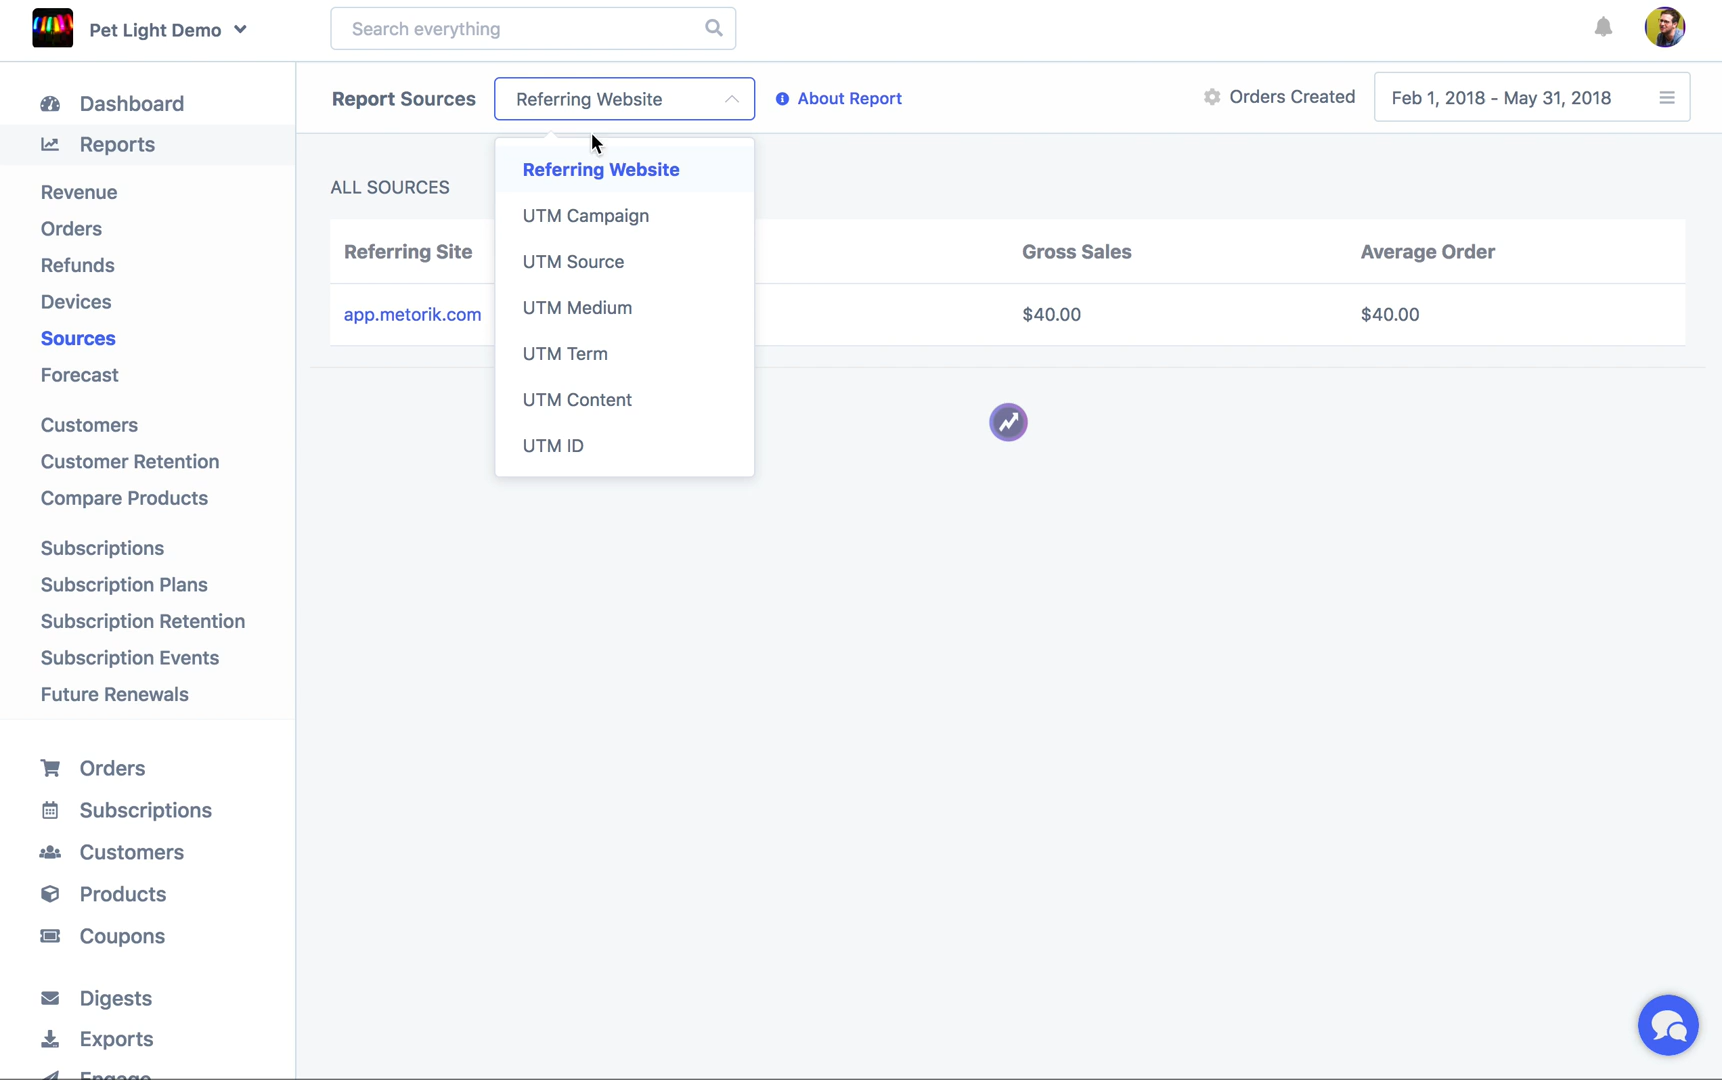 Pet Light Demo
Search everything
Dashboard
Reports
Revenue
Orders
Refunds
Devices
Sources
Forecast
Customers
Customer Retention
Compare Products
Subscriptions
Subscription Plans
Subscription Retention
Subscription Events
Future Renewals
Orders
Subscriptions
Customers
Products
Coupons
Digests
Exports
Engage
Report Sources
Referring Website
About Report
Orders Created
Feb 1, 2018 - May 31, 2018
Referring Website
UTM Campaign
UTM Source
UTM Medium
UTM Term
UTM Content
UTM ID
ALL SOURCES
Referring Site Gross Sales Average Order
app.metorik.com $40.00 $40.00